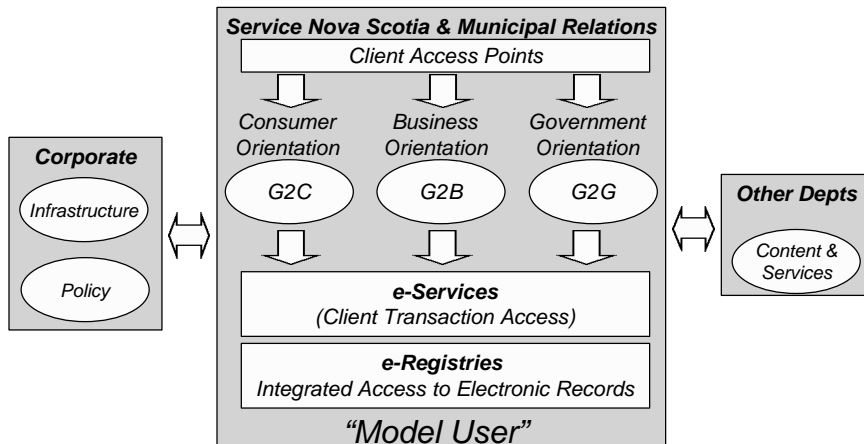 Service Nova Scotia & Municipal Relations
Client Access Points
Consumer
Orientation
Business
Orientation
Government
Orientation
Corporate
Infrastructure
Policy
G2C
G2B
G2G
Other Depts
Content &
Services
e-Services
(Client Transaction Access)
e-Registries
Integrated Access to Electronic Records
“Model User”